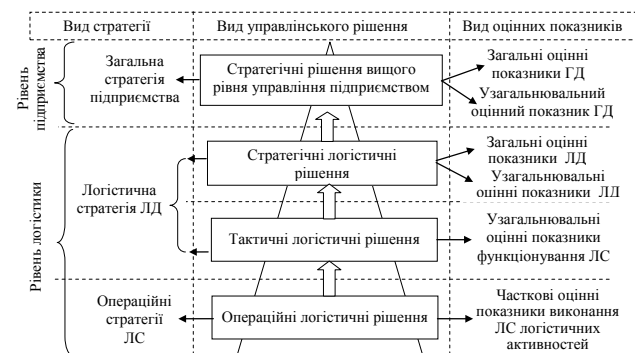 Вид стратегії
Вид управлінського рішення
Вид оцінних показників
Рівень
підприємства
Загальна
стратегія
підприємства
Стратегічні рішення вищого
рівня управління підприємством
Загальні оцінні
показники ГД
Узагальнювальний
оцінний показник ГД
Рівень логістики
Логістична
стратегія ЛД
Стратегічні логістичні
рішення
Загальні оцінні
показники ЛД
Узагальнювальні
оцінні показники ЛД
Тактичні логістичні рішення
Узагальнювальні
оцінні показники
функціонування ЛС
Операційні
стратегії
ЛС
Операційні логістичні рішення
Часткові оцінні
показники виконання
ЛС логістичних
активностей